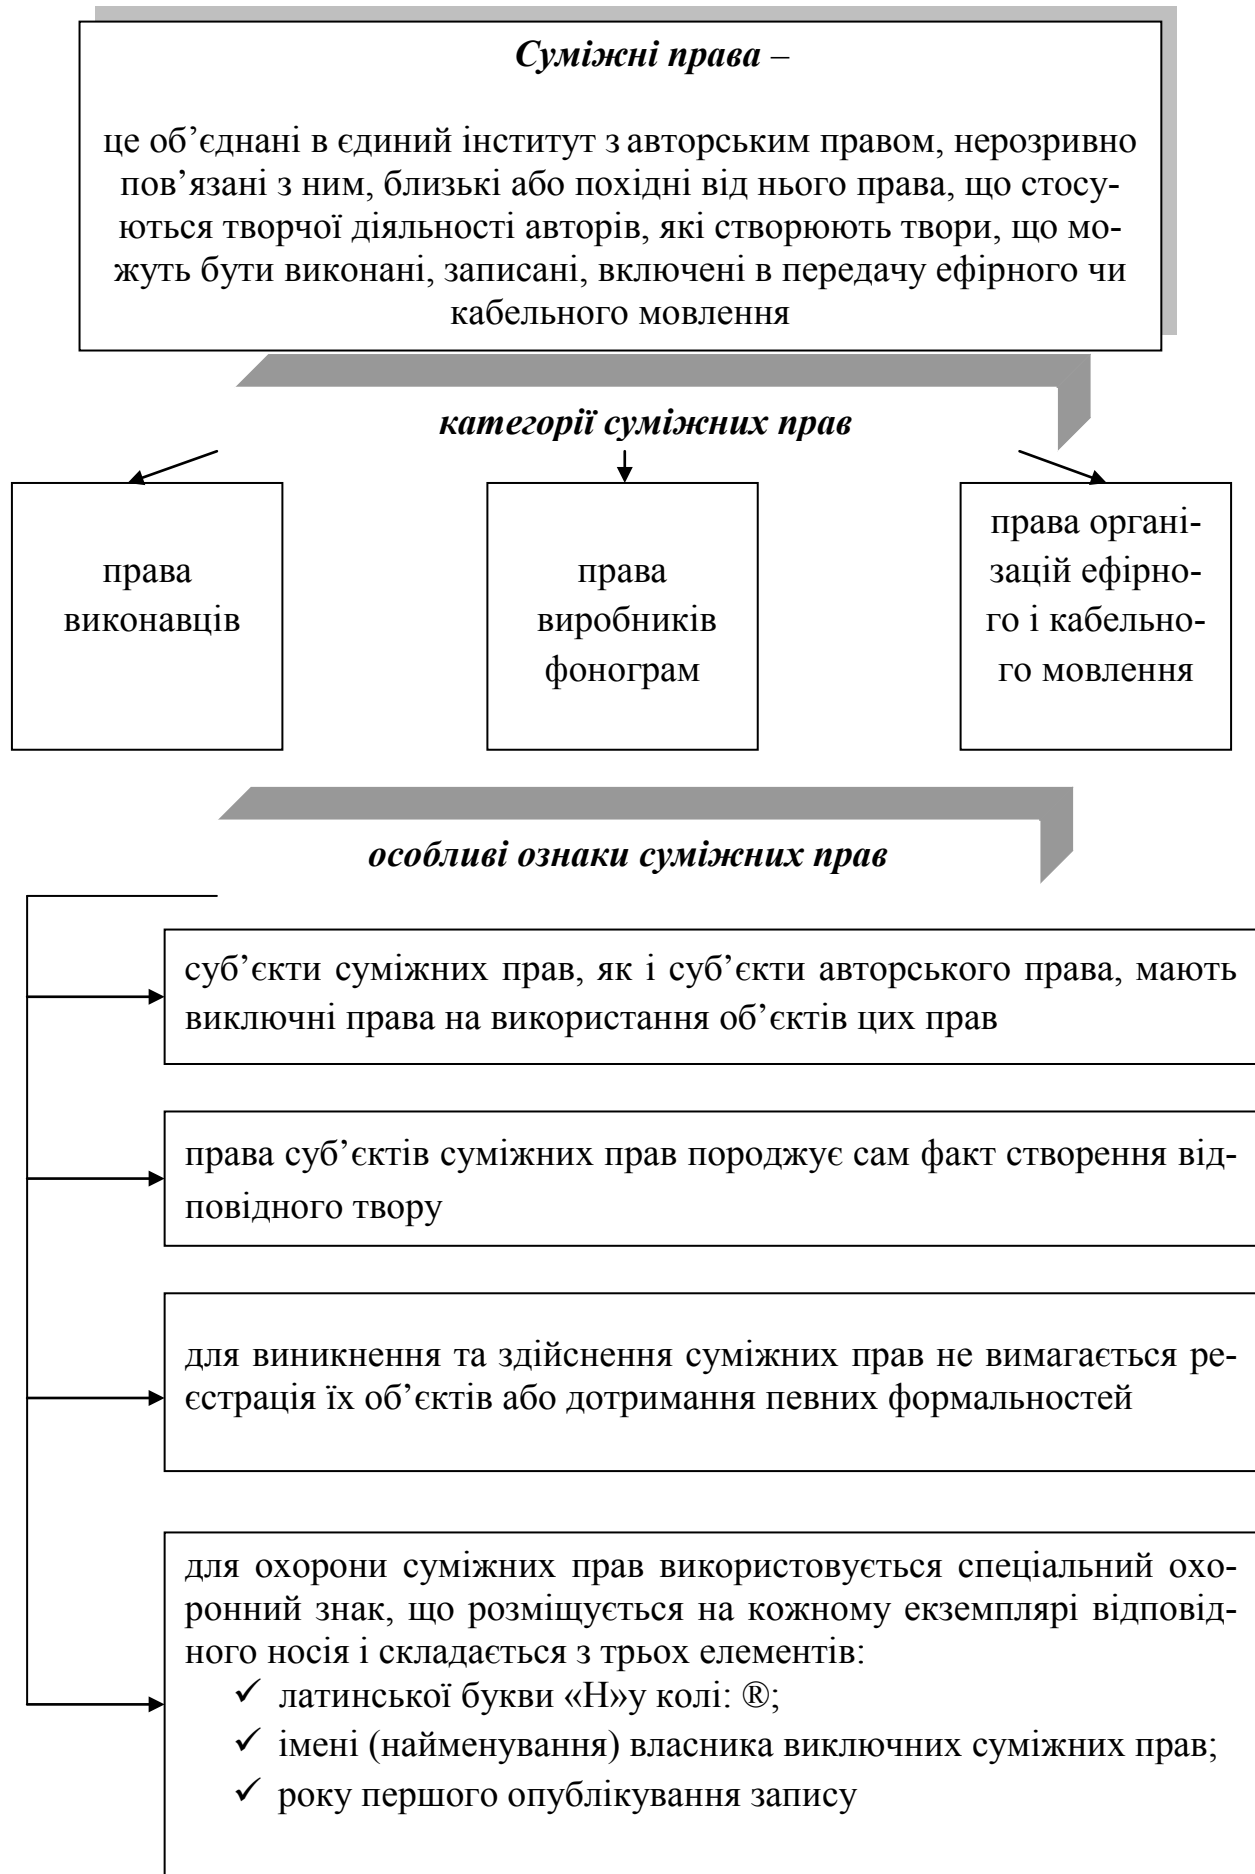 Суміжні права –
це об’єднані в єдиний інститут з авторським правом, нерозривно
пов’язані з ним, близькі або похідні від нього права, що стосу-
ються творчої діяльності авторів, які створюють твори, що мо-
жуть бути виконані, записані, включені в передачу ефірного чи
кабельного мовлення
категорії суміжних прав
права
виконавців
права
виробників
фонограм
права органі-
зацій ефірно-
го і кабельно-
го мовлення
особливі ознаки суміжних прав
суб’єкти суміжних прав, як і суб’єкти авторського права, мають
виключні права на використання об’єктів цих прав
права суб’єктів суміжних прав породжує сам факт створення від-
повідного твору
для виникнення та здійснення суміжних прав не вимагається ре-
єстрація їх об’єктів або дотримання певних формальностей
для охорони суміжних прав використовується спеціальний охо-
ронний знак, що розміщується на кожному екземплярі відповід-
ного носія і складається з трьох елементів:
✓ латинської букви «Н»у колі: ®;
✓ імені (найменування) власника виключних суміжних прав;
✓ року першого опублікування запису